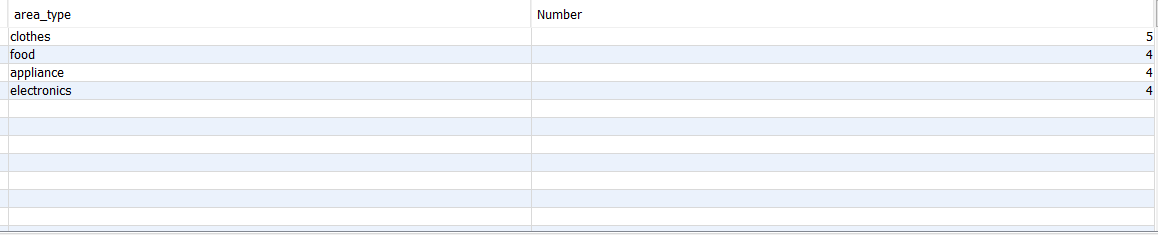 area_type Number
clothes 5
food 4
appliance 4
electronics 4